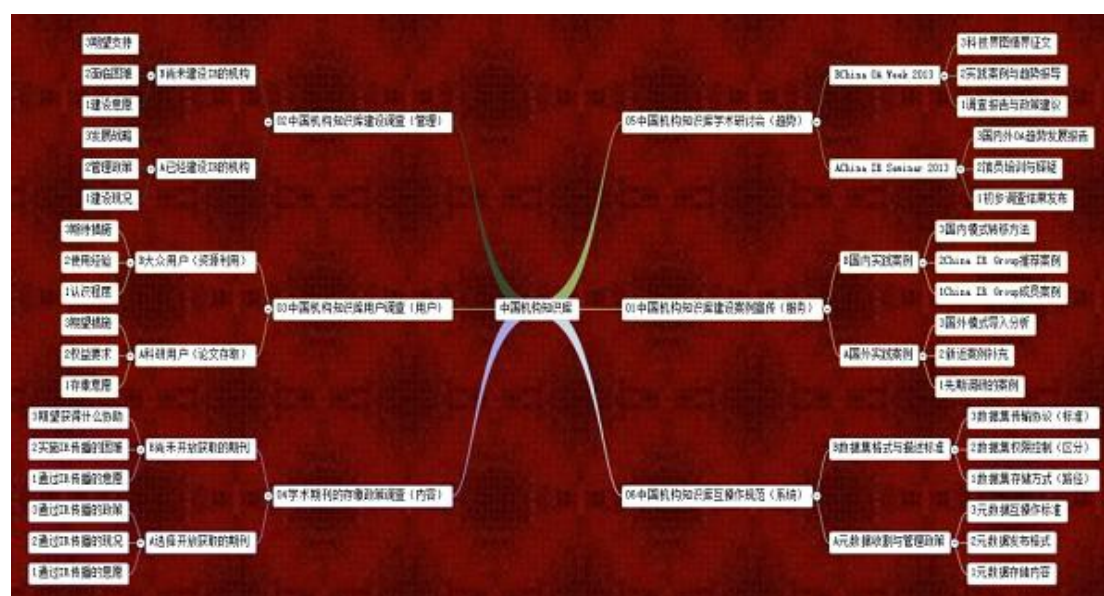 中国机构知识库
02中国机构知识库建设调查(管理)
B尚未建设IR的机构
3期望支持
2面临困难
1建设意愿
A已经建设IR的机构
3发展战略
2管理政策
1建设现况
03中国机构知识库用户调查(用户)
B大众用户(资源利用)
3期待措施
2使用经验
1认识程度
A科研用户(论文存取)
3期望措施
2权益要求
1存缴意愿
04学术期刊的存缴政策调查(内容)
B尚未开放获取的期刊
3期望获得什么协助
2实施IR传播的困难
1通过IR传播的意愿
A选择开放获取的期刊
3通过IR传播的政策
2通过IR传播的现况
1通过IR传播的意愿
05中国机构知识库学术研讨会(趋势)
BChina OA Week 2013
3科技界图情界征文
2实践案例与趋势报导
1调查报告与政策建议
AChina IR Seminar 2013
3国内外OA趋势发展报告
2馆员培训与解疑
1初步调查结果发布
01中国机构知识库建设案例宣传(服务)
B国内实践案例
3国内模式转移方法
2China IR Group推荐案例
1China IR Group成员案例
A国外实践案例
3国外模式导入分析
2新近案例补充
1先期调研的案例
06中国机构知识库互操作规范(系统)
B数据集格式与描述标准
3数据集传输协议(标准)
2数据集权限控制(区分)
1数据集存储方式(路径)
A元数据收割与管理政策
3元数据互操作标准
2元数据发布格式
1元数据存储内容